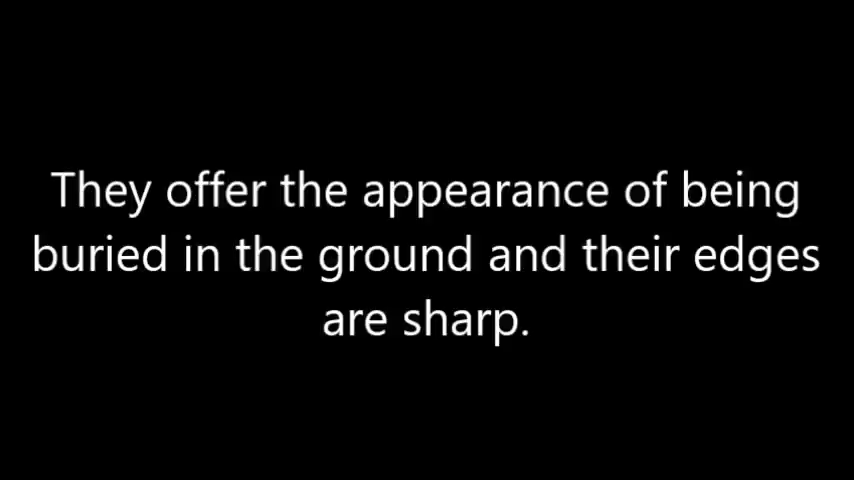 They offer the appearance of being
buried in the ground and their edges
are sharp.